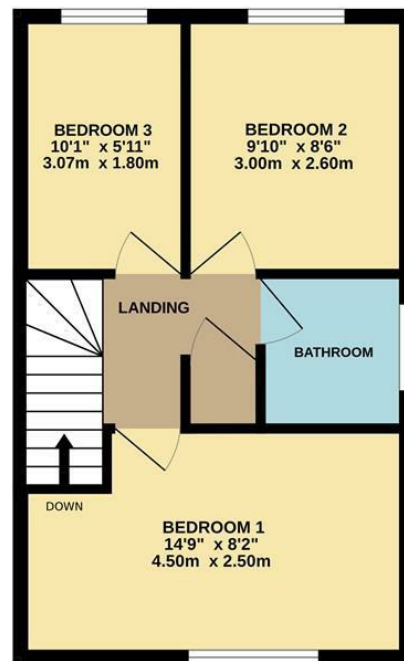 BEDROOM 3
10'1" x 5'11"
3.07m x 1.80m
BEDROOM 2
9'10" x 8'6"
3.00m x 2.60m
LANDING
BATHROOM
DOWN
BEDROOM 1
14'9" x 8'2"
4.50m x 2.50m